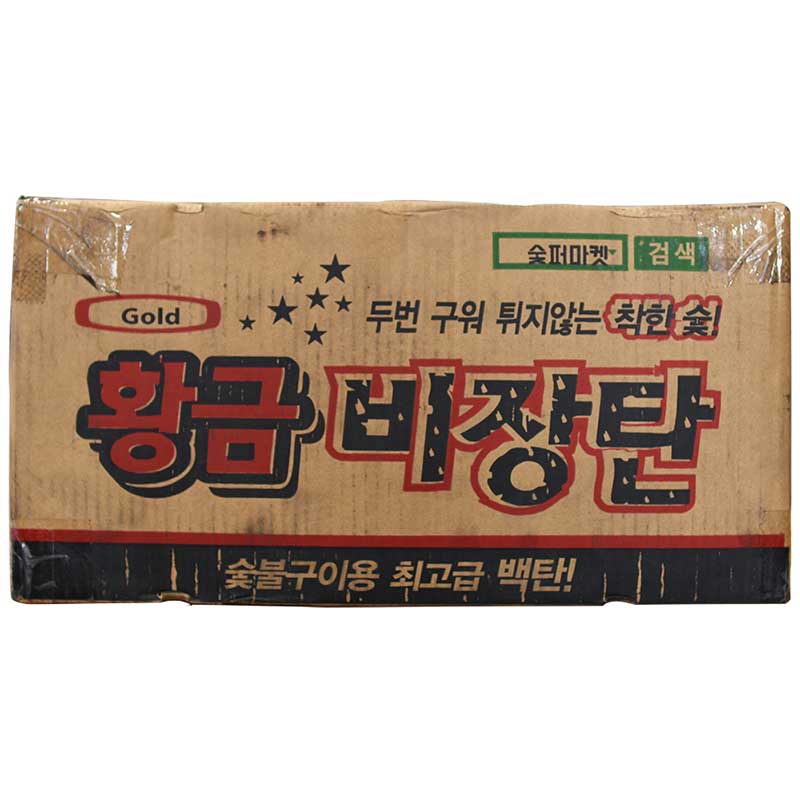 숯퍼마켓 검색
Gold
두번 구워 튀지않는 착한 숯!
황금 비장탄
숯불구이용 최고급 백탄!